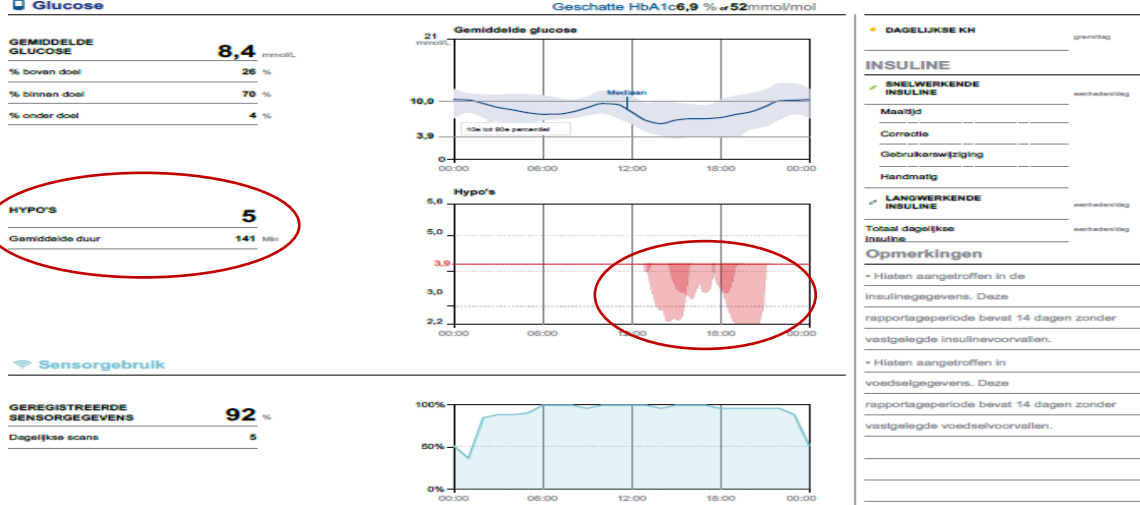 Glucose
Geschatte HbA1c6,9 % of 52mmol/mol
GEMIDDELDE
GLUCOSE
8,4 mmol/L
% boven doel 26 %
% binnen doel 70 %
% onder doel 4 %
Gemiddelde glucose
21
mmol/L
10,0
3,9
0
Mediaan
10e tot 90e percentiel
00:00 06:00 12:00 18:00 00:00
HYPO'S 5
Gemiddelde duur 141 Min
Hypo's
5,6
5,0
3,9
3,0
2,2
00:00 06:00 12:00 18:00 00:00
Sensorgebruik
GEREGISTREERDE
SENSORGEGEVENS
92 %
Dagelijkse scans 5
100%
50%
0%
00:00 06:00 12:00 18:00 00:00
DAGELIJKSE KH
gram/dag
INSULINE
SNELWERKENDE
INSULINE
eenheden/dag
Maaltijd
Correctie
Gebruikerswijziging
Handmatig
LANGWERKENDE
INSULINE
eenheden/dag
Totaal dagelijkse
insuline
eenheden/dag
Opmerkingen
• Hiaten aangetroffen in de
insulinegegevens. Deze
rapportageperiode bevat 14 dagen zonder
vastgelegde insulinevoorvallen.
• Hiaten aangetroffen in
voedselgegevens. Deze
rapportageperiode bevat 14 dagen zonder
vastgelegde voedselvoorvallen.